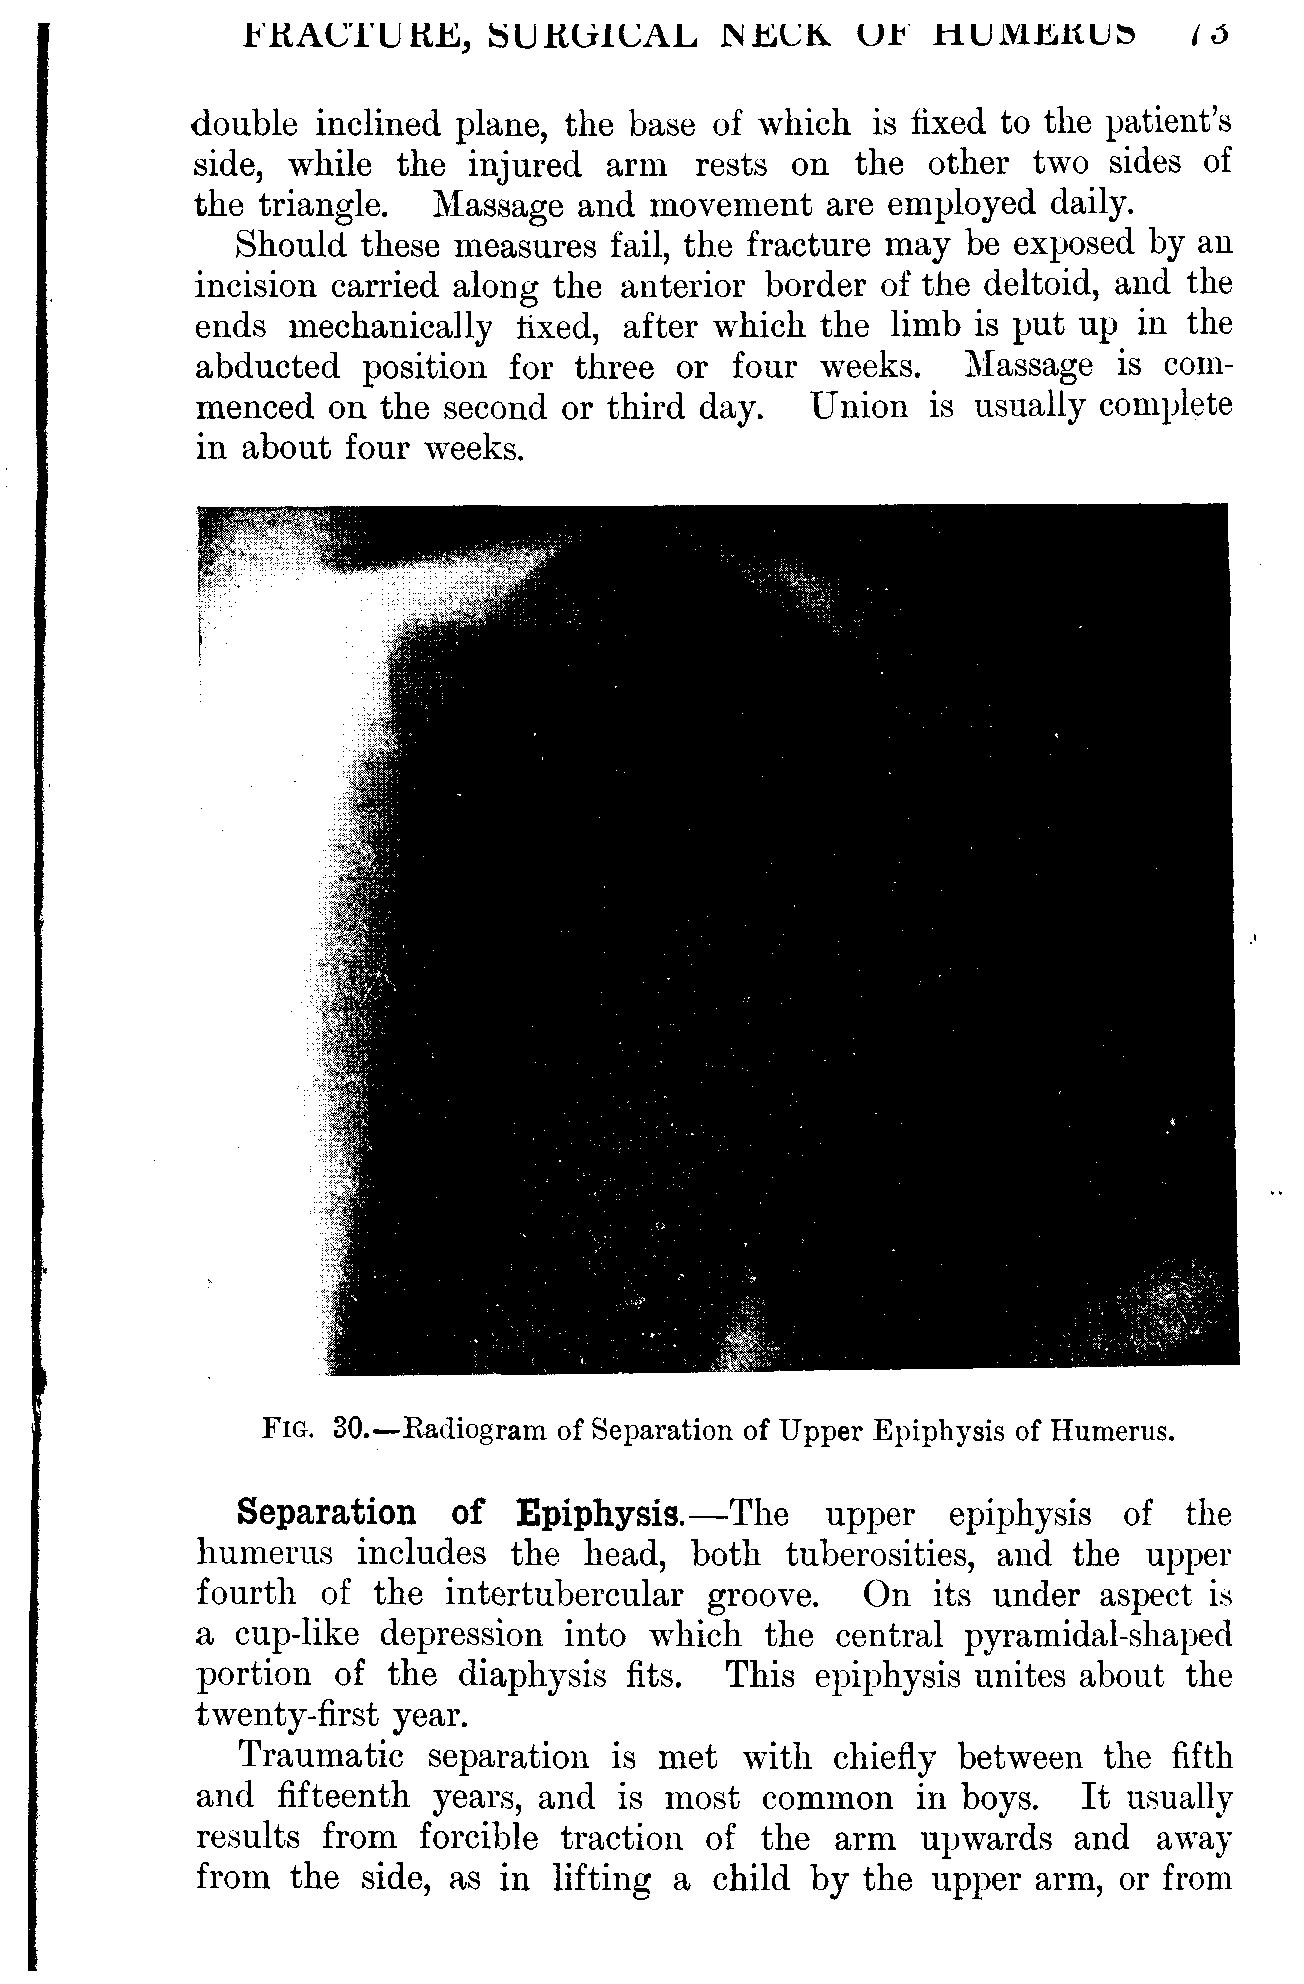 FRACTURE, SURGICAL NECK OF HUMERUS 73
double inclined plane, the base of which is fixed to the patient's
side, while the injured arm rests on the other two sides of
the triangle. Massage and movement are employed daily.
Should these measures fail, the fracture may be exposed by an
incision carried along the anterior border of the deltoid, and the
ends mechanically fixed, after which the limb is put up in the
abducted position for three or four weeks. Massage is com-
menced on the second or third day. Union is usually complete
in about four weeks.
FIG. 30.—Radiogram of Separation of Upper Epiphysis of Humerus.
Separation of Epiphysis.—The upper epiphysis of the
humerus includes the head, both tuberosities, and the upper
fourth of the intertubercular groove. On its under aspect is
a cup-like depression into which the central pyramidal-shaped
portion of the diaphysis fits. This epiphysis unites about the
twenty-first year.
Traumatic separation is met with chiefly between the fifth
and fifteenth years, and is most common in boys. It usually
results from forcible traction of the arm upwards and away
from the side, as in lifting a child by the upper arm, or from